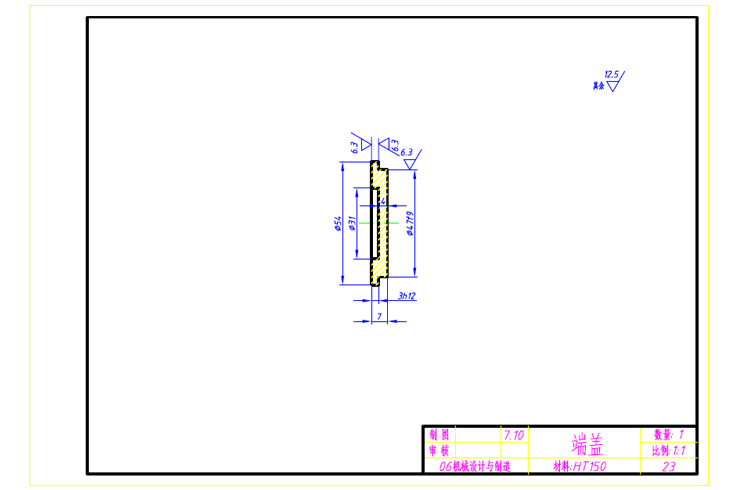 12.5
其余
6.3
6.3
6.3
4
φ54
φ31
φ47f9
3h12
7
制 图 7.10 端盖 数量: 1
审 核 比例:1:1
06机械设计与制造 材料:HT150 23